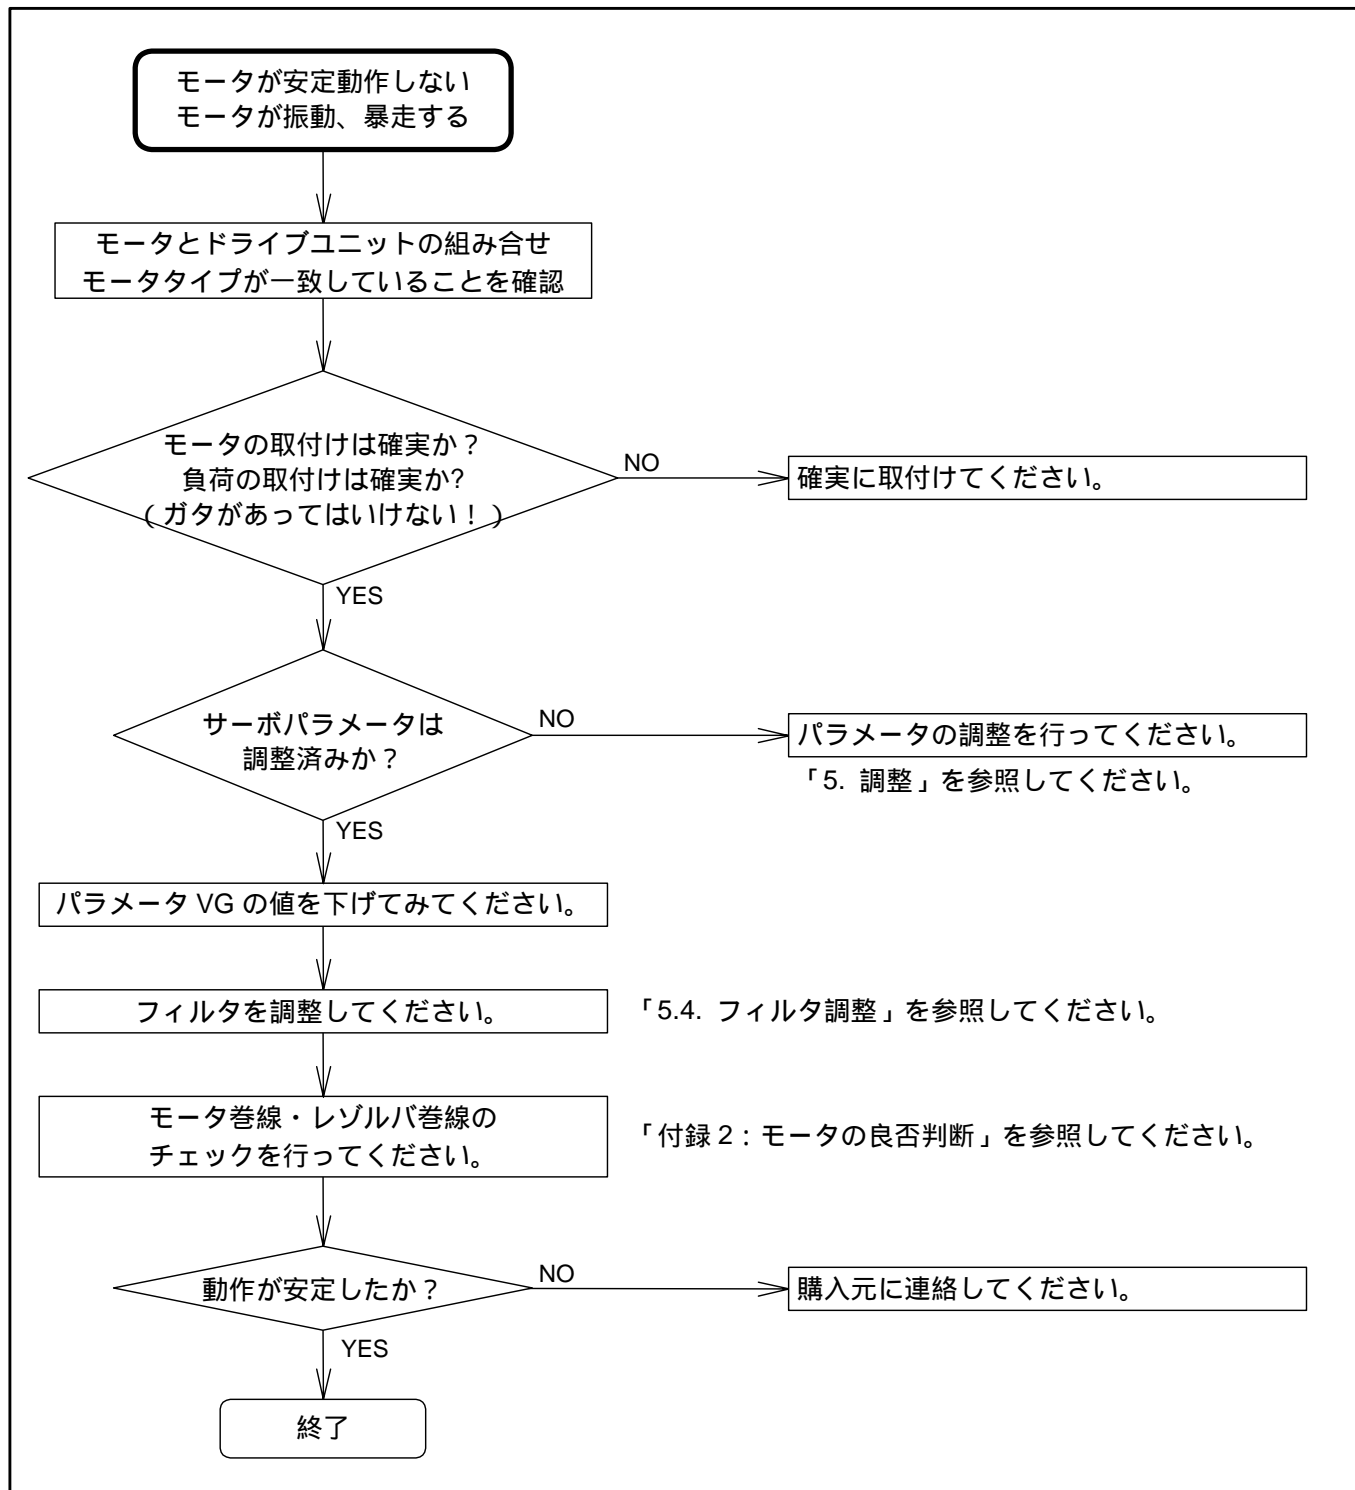 モータが安定動作しない
モータが振動、暴走する
モータとドライブユニットの組み合せ
モータタイプが一致していることを確認
モータの取付けは確実か？
負荷の取付けは確実か?
（ガタがあってはいけない！）
NO
確実に取付けてください。
YES
サーボパラメータは
調整済みか？
NO
パラメータの調整を行ってください。
「5. 調整」を参照してください。
YES
パラメータ VG の値を下げてみてください。
フィルタを調整してください。
「5.4. フィルタ調整」を参照してください。
モータ巻線・レゾルバ巻線の
チェックを行ってください。
「付録 2：モータの良否判断」を参照してください。
動作が安定したか？
NO
購入元に連絡してください。
YES
終了